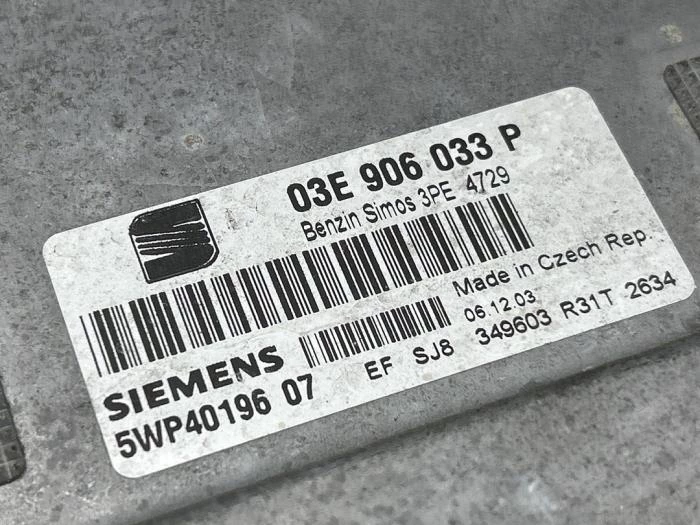 03E 906 033 P
Benzin Simos 3PE 4729
Made in Czech Rep.
06.12.03
SIEMENS
EF SJ8 349603 R31T 2634
5WP40196 07